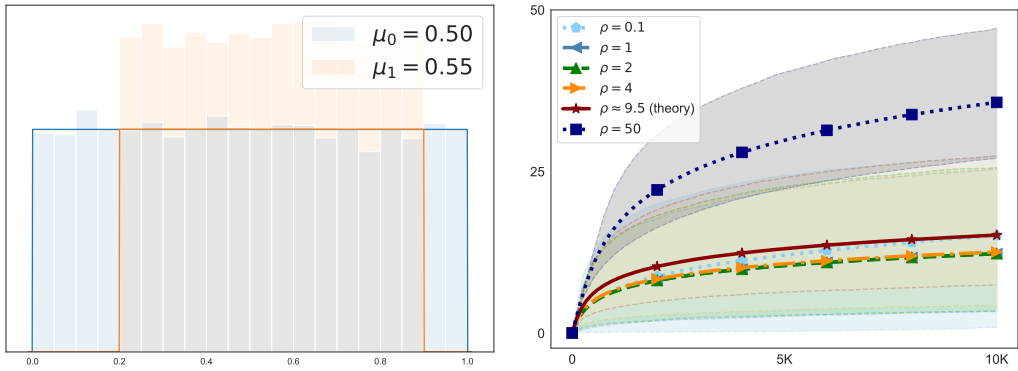 μ₀ = 0.50
μ₁ = 0.55
0.0 0.2 0.4 0.6 0.8 1.0
50
25
0
ρ = 0.1
ρ = 1
ρ = 2
ρ = 4
ρ ≈ 9.5 (theory)
ρ = 50
0 5K 10K